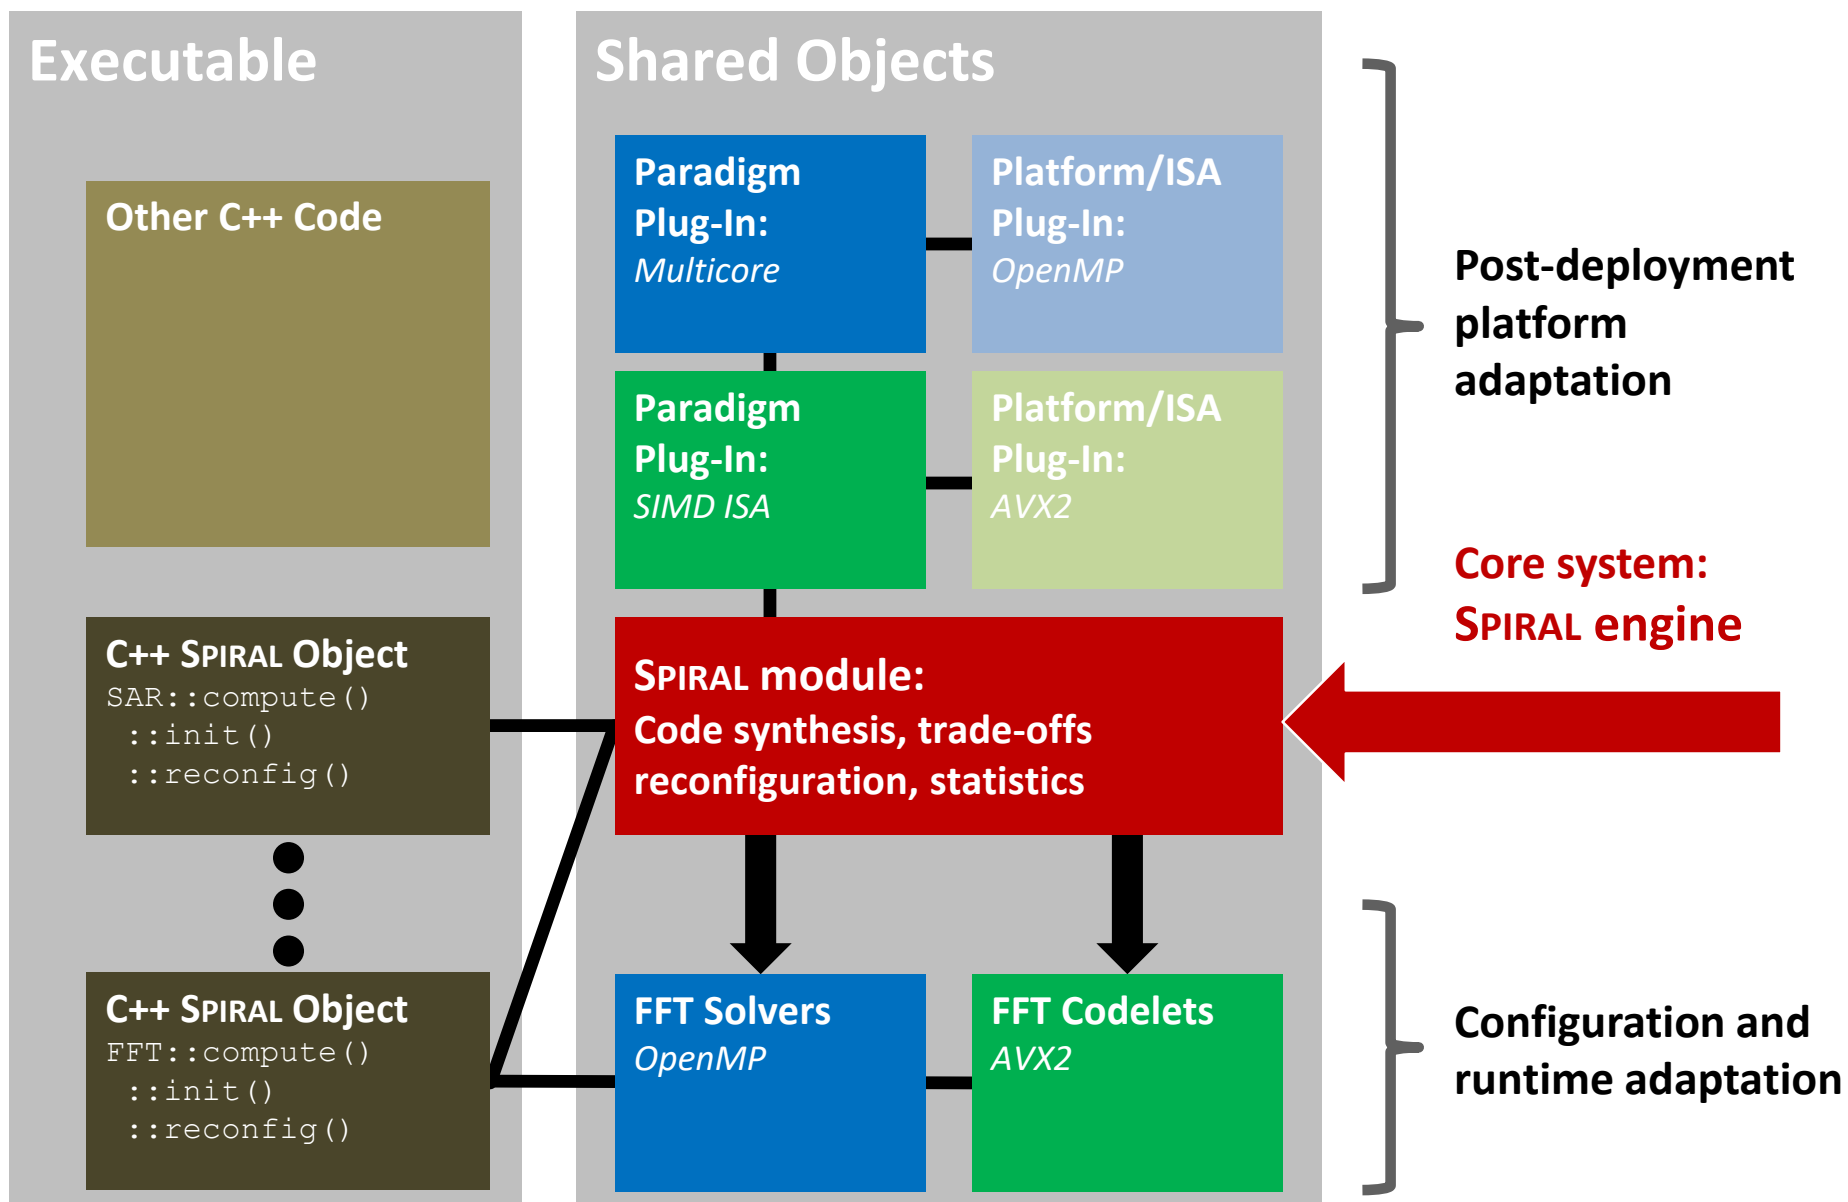 Executable
Other C++ Code
C++ SPIRAL Object
SAR::compute()
::init()
::reconfig()
C++ SPIRAL Object
FFT::compute()
::init()
::reconfig()
Shared Objects
Paradigm
Plug-In:
Multicore
Platform/ISA
Plug-In:
OpenMP
Paradigm
Plug-In:
SIMD ISA
Platform/ISA
Plug-In:
AVX2
SPIRAL module:
Code synthesis, trade-offs
reconfiguration, statistics
FFT Solvers
OpenMP
FFT Codelets
AVX2
Post-deployment
platform
adaptation
Core system:
SPIRAL engine
Configuration and
runtime adaptation